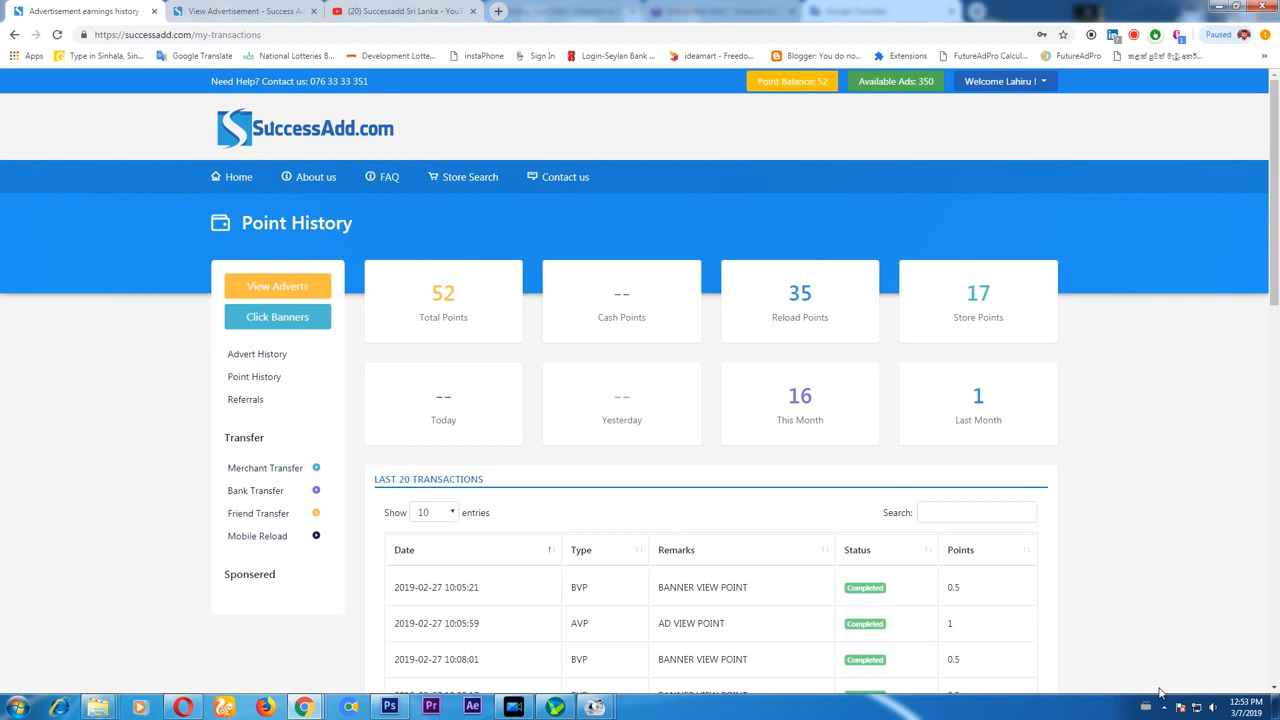 Advertisement earnings history
View Advertisement - Success A
(20) Successadd Sri Lanka - YouT
https://successadd.com/my-transactions
Paused
Apps
Type in Sinhala, Sin...
Google Translate
National Lotteries B...
Development Lotte...
instaPhone
Sign In
Login-Seylan Bank ...
ideamart - Freedo...
Blogger: You do no...
Extensions
FutureAdPro Calcul...
FutureAdPro
Need Help? Contact us: 076 33 33 351
Point Balance: 52
Available Ads: 350
Welcome Lahiru !
SuccessAdd.com
Home
About us
FAQ
Store Search
Contact us
Point History
View Adverts
Click Banners
Advert History
Point History
Referrals
Transfer
Merchant Transfer
Bank Transfer
Friend Transfer
Mobile Reload
Sponsered
52
Total Points
--
Cash Points
35
Reload Points
17
Store Points
--
Today
--
Yesterday
16
This Month
1
Last Month
LAST 20 TRANSACTIONS
Show 10 entries
Search:
Date Type Remarks Status Points
2019-02-27 10:05:21 BVP BANNER VIEW POINT Completed 0.5
2019-02-27 10:05:59 AVP AD VIEW POINT Completed 1
2019-02-27 10:08:01 BVP BANNER VIEW POINT Completed 0.5
Ps
Pr
Ae
12:53 PM
3/7/2019